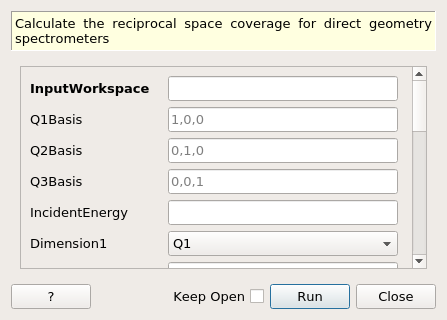 Calculate the reciprocal space coverage for direct geometry
spectrometers
InputWorkspace
Q1Basis 1,0,0
Q2Basis 0,1,0
Q3Basis 0,0,1
IncidentEnergy
Dimension1 Q1
? Keep Open Run Close